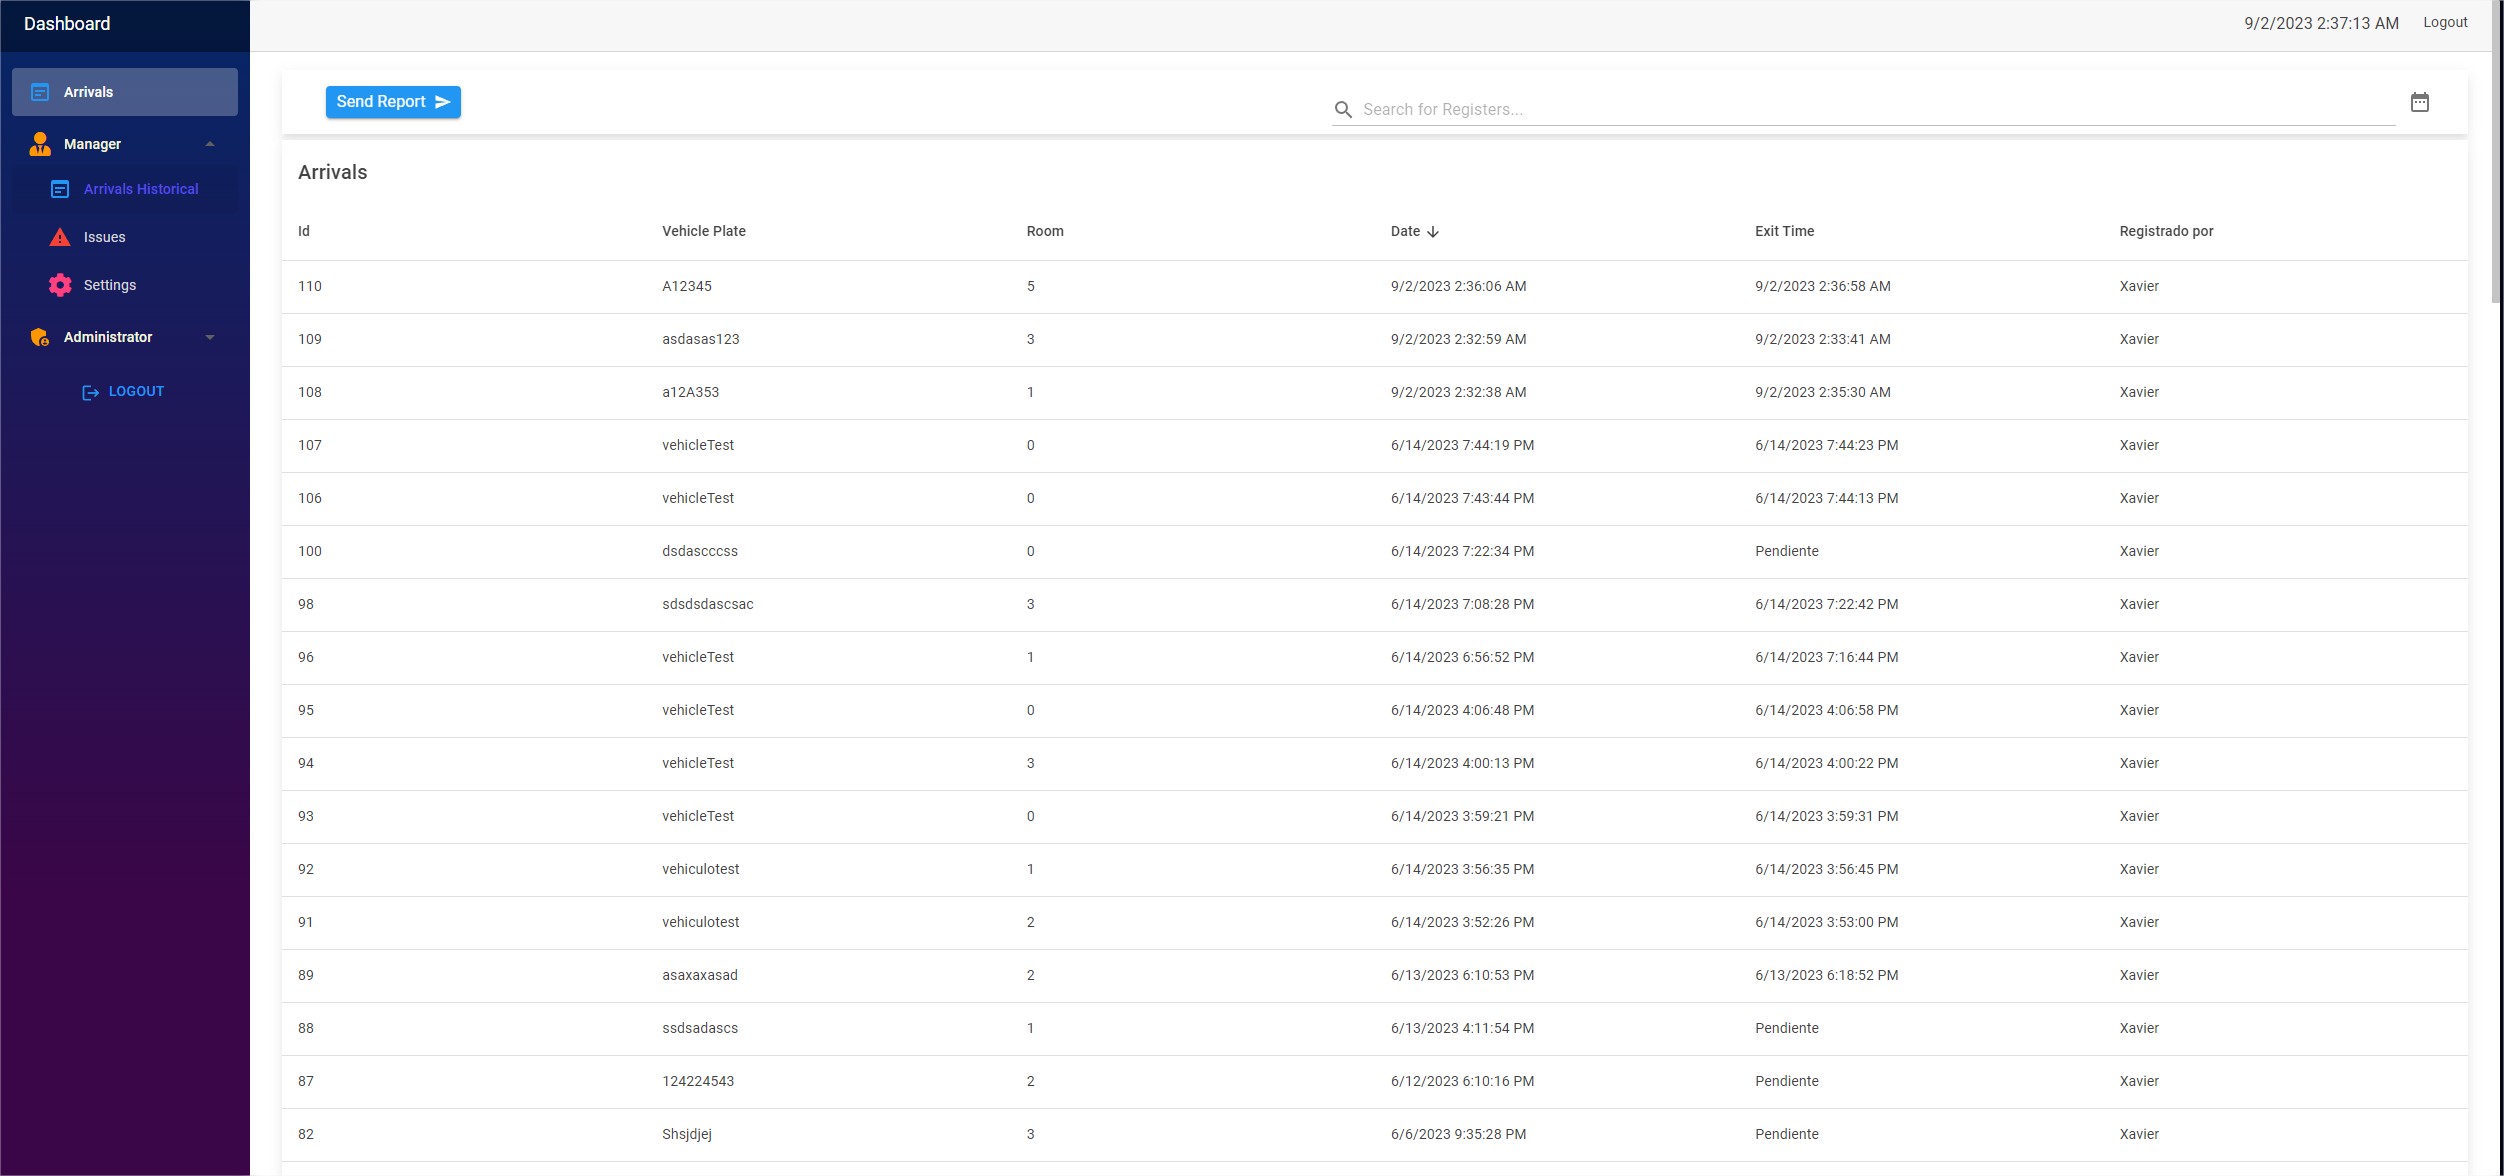 Dashboard
9/2/2023 2:37:13 AM Logout
Arrivals
Manager
Arrivals Historical
Issues
Settings
Administrator
LOGOUT
Send Report
Search for Registers...
Arrivals
Id Vehicle Plate Room Date Exit Time Registrado por
110 A12345 5 9/2/2023 2:36:06 AM 9/2/2023 2:36:58 AM Xavier
109 asdasas123 3 9/2/2023 2:32:59 AM 9/2/2023 2:33:41 AM Xavier
108 a12A353 1 9/2/2023 2:32:38 AM 9/2/2023 2:35:30 AM Xavier
107 vehicleTest 0 6/14/2023 7:44:19 PM 6/14/2023 7:44:23 PM Xavier
106 vehicleTest 0 6/14/2023 7:43:44 PM 6/14/2023 7:44:13 PM Xavier
100 dsdascccss 0 6/14/2023 7:22:34 PM Pendiente Xavier
98 sdsdsdascsac 3 6/14/2023 7:08:28 PM 6/14/2023 7:22:42 PM Xavier
96 vehicleTest 1 6/14/2023 6:56:52 PM 6/14/2023 7:16:44 PM Xavier
95 vehicleTest 0 6/14/2023 4:06:48 PM 6/14/2023 4:06:58 PM Xavier
94 vehicleTest 3 6/14/2023 4:00:13 PM 6/14/2023 4:00:22 PM Xavier
93 vehicleTest 0 6/14/2023 3:59:21 PM 6/14/2023 3:59:31 PM Xavier
92 vehiculotest 1 6/14/2023 3:56:35 PM 6/14/2023 3:56:45 PM Xavier
91 vehiculotest 2 6/14/2023 3:52:26 PM 6/14/2023 3:53:00 PM Xavier
89 asaxaxasad 2 6/13/2023 6:10:53 PM 6/13/2023 6:18:52 PM Xavier
88 ssdsadascs 1 6/13/2023 4:11:54 PM Pendiente Xavier
87 124224543 2 6/12/2023 6:10:16 PM Pendiente Xavier
82 Shsjdjej 3 6/6/2023 9:35:28 PM Pendiente Xavier